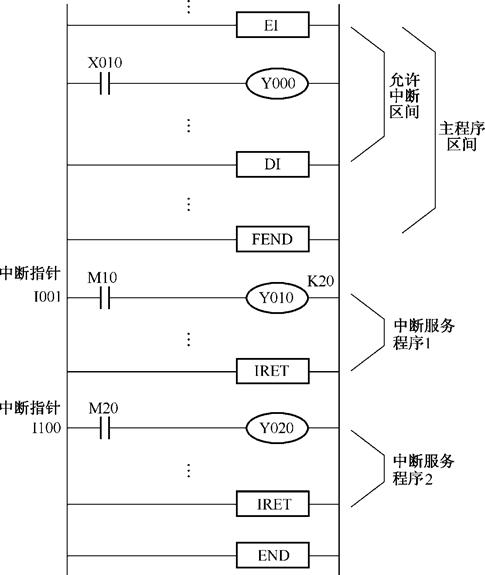 EI
X010
Y000
允许
中断
区间
主程序
区间
DI
FEND
中断指针
I001
M10
Y010
K20
中断服务
程序1
IRET
中断指针
I100
M20
Y020
中断服务
程序2
IRET
END